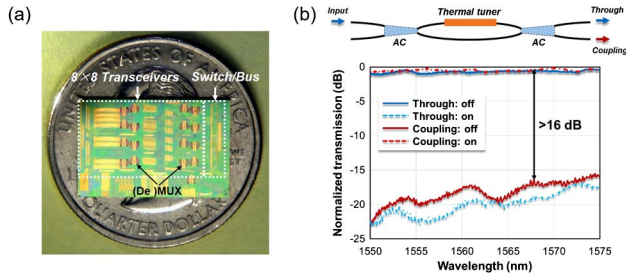 (a)
8×8 Transceivers
Switch/Bus
(De)MUX
STATES OF AMERICA
QUARTER DOLLAR
(b)
Input
Thermal tuner
Through
AC
AC
Coupling
Normalized transmission (dB)
0
-5
-10
-15
-20
-25
Through: off
Through: on
Coupling: off
Coupling: on
>16 dB
1550
1555
1560
1565
1570
1575
Wavelength (nm)